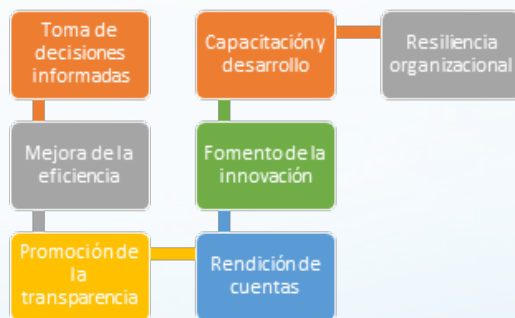 Toma de
decisiones
informadas
Mejora de la
eficiencia
Promoción de
la
transparencia
Rendición de
cuentas
Fomento de la
innovación
Capacitación y
desarrollo
Resiliencia
organizacional